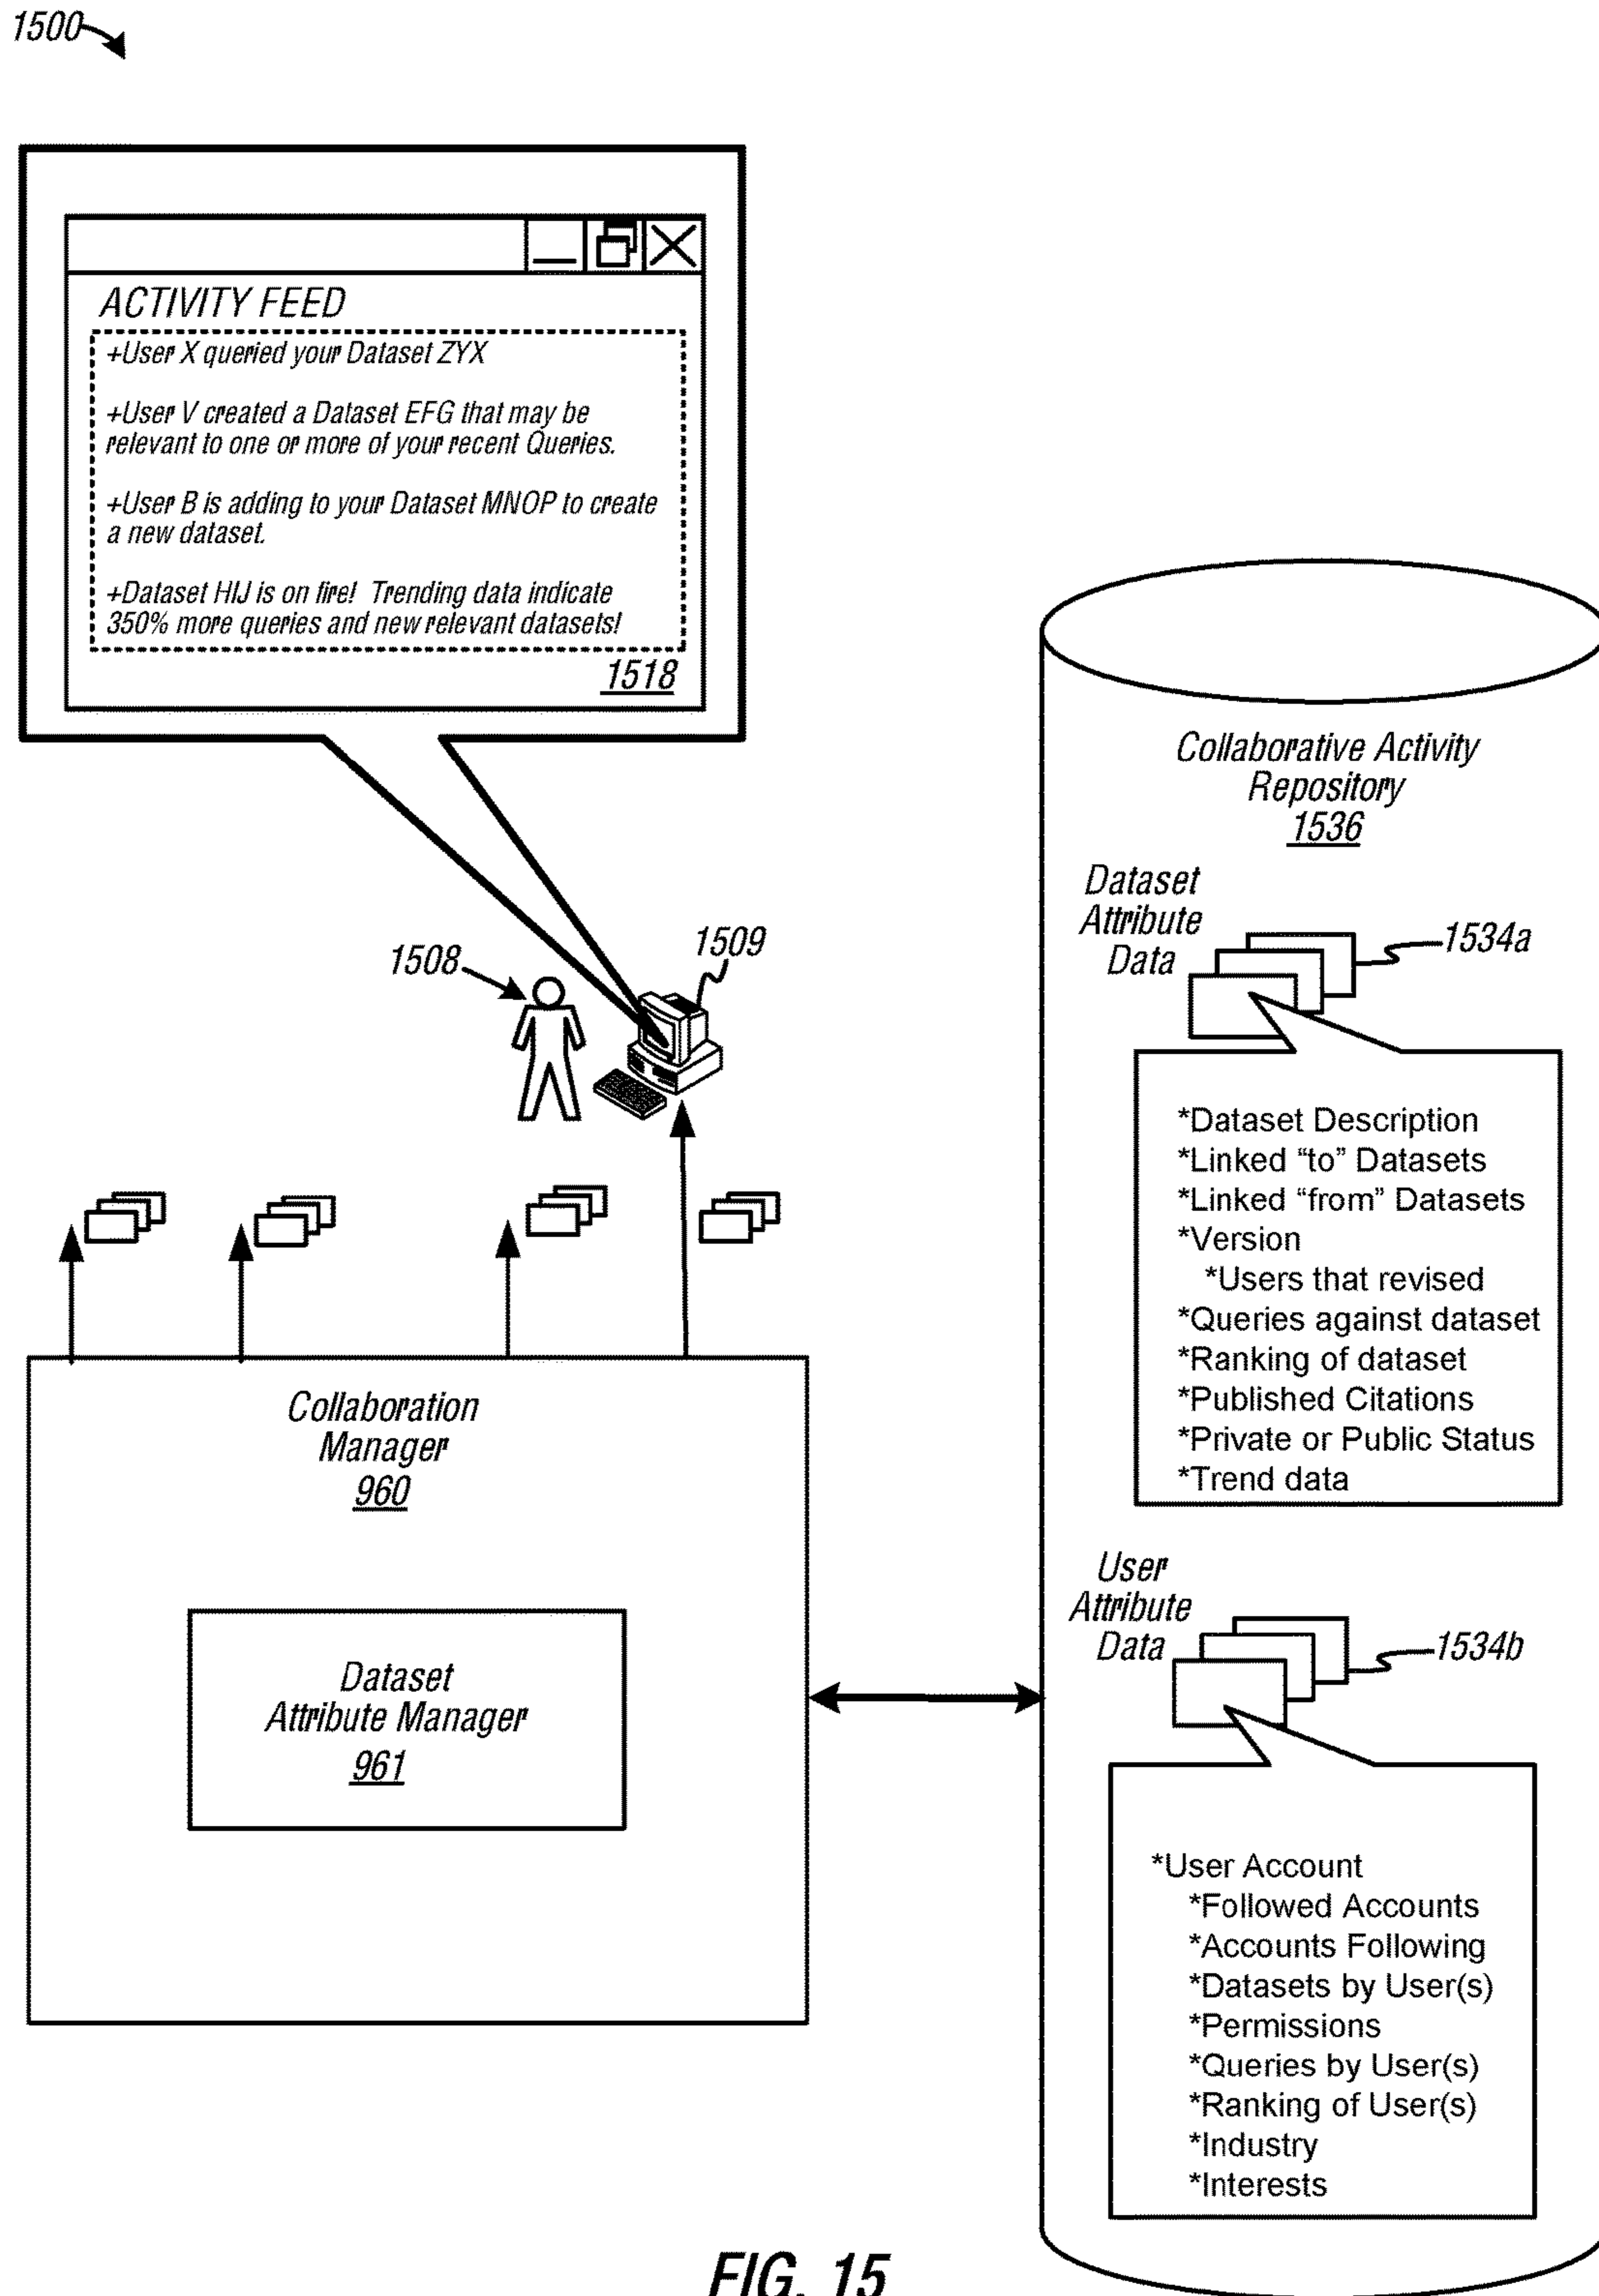 1500
ACTIVITY FEED
+User X queried your Dataset ZYX
+User V created a Dataset EFG that may be
relevant to one or more of your recent Queries.
+User B is adding to your Dataset MNOP to create
a new dataset.
+Dataset HIJ is on fire! Trending data indicate
350% more queries and new relevant datasets!
1518
1508
1509
Collaboration
Manager
960
Dataset
Attribute Manager
961
Collaborative Activity
Repository
1536
Dataset
Attribute
Data
1534a
*Dataset Description
*Linked “to” Datasets
*Linked “from” Datasets
*Version
*Users that revised
*Queries against dataset
*Ranking of dataset
*Published Citations
*Private or Public Status
*Trend data
User
Attribute
Data
1534b
*User Account
*Followed Accounts
*Accounts Following
*Datasets by User(s)
*Permissions
*Queries by User(s)
*Ranking of User(s)
*Industry
*Interests
FIG. 15